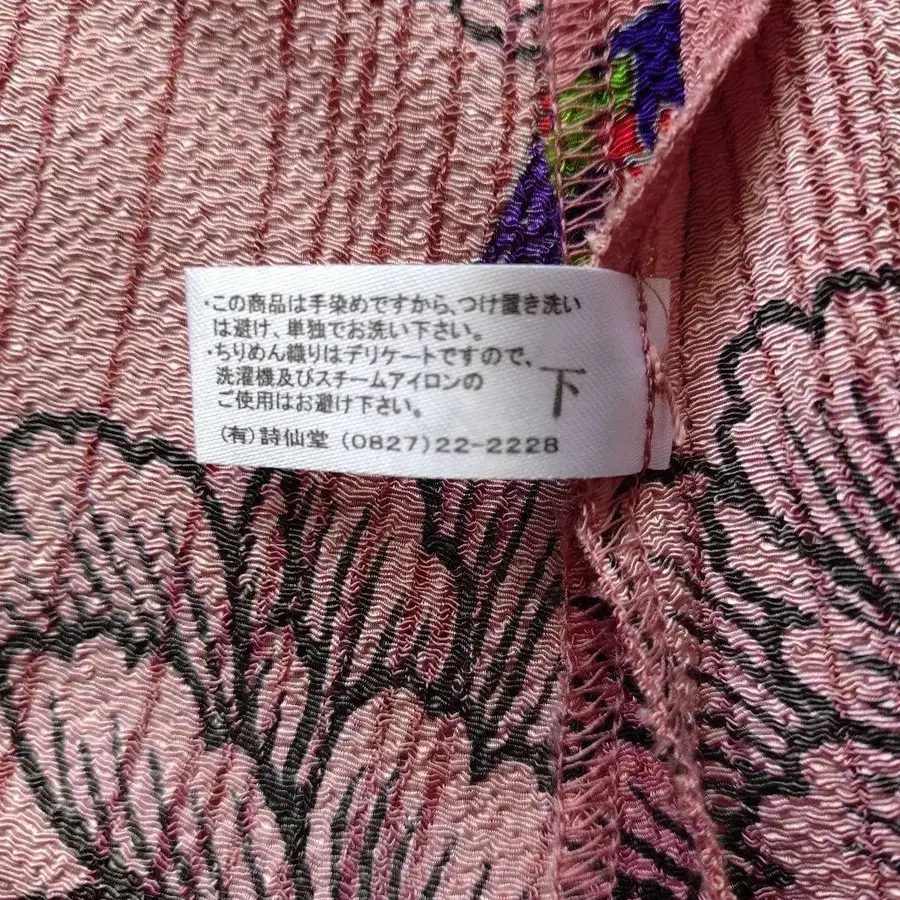 ・この商品は手染めですから、つけ置き洗い
は避け、単独でお洗い下さい。
・ちりめん織りはデリケートですので、
洗濯機及びスチームアイロンの
ご使用はお避け下さい。
下
(有)詩仙堂 (0827)22-2228